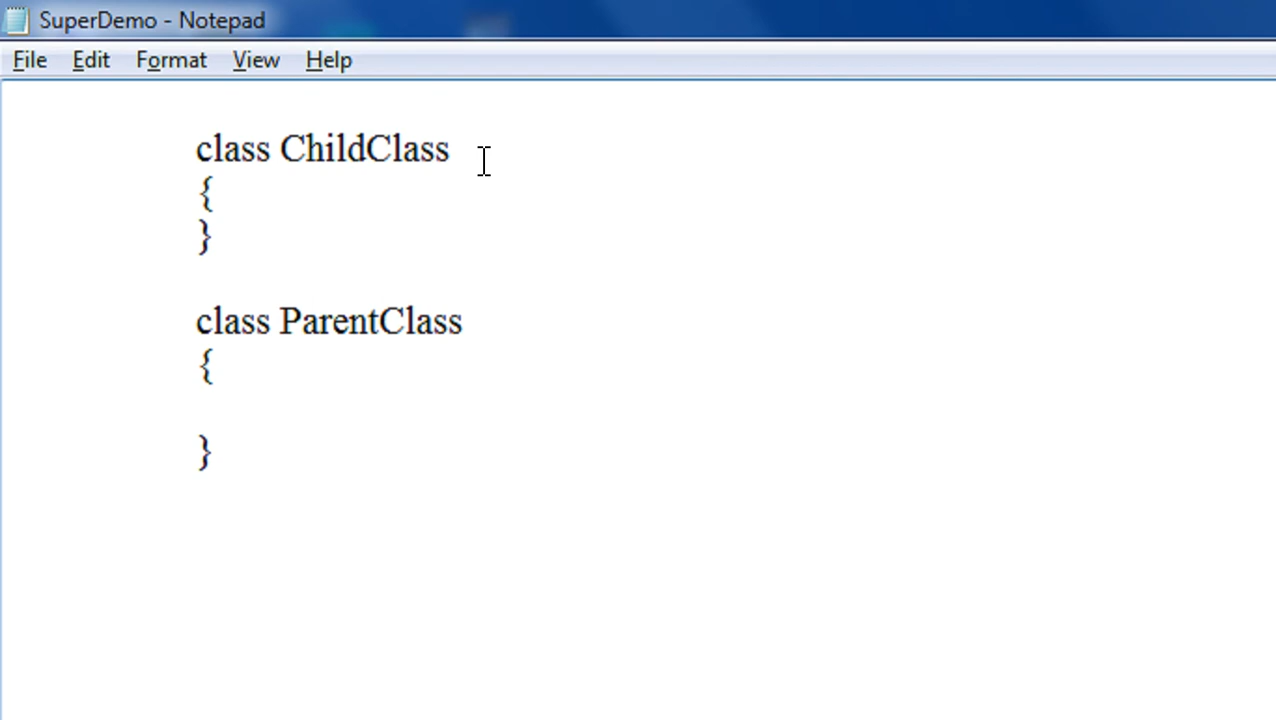 SuperDemo - Notepad
File Edit Format View Help
class ChildClass
{
}
class ParentClass
{
}